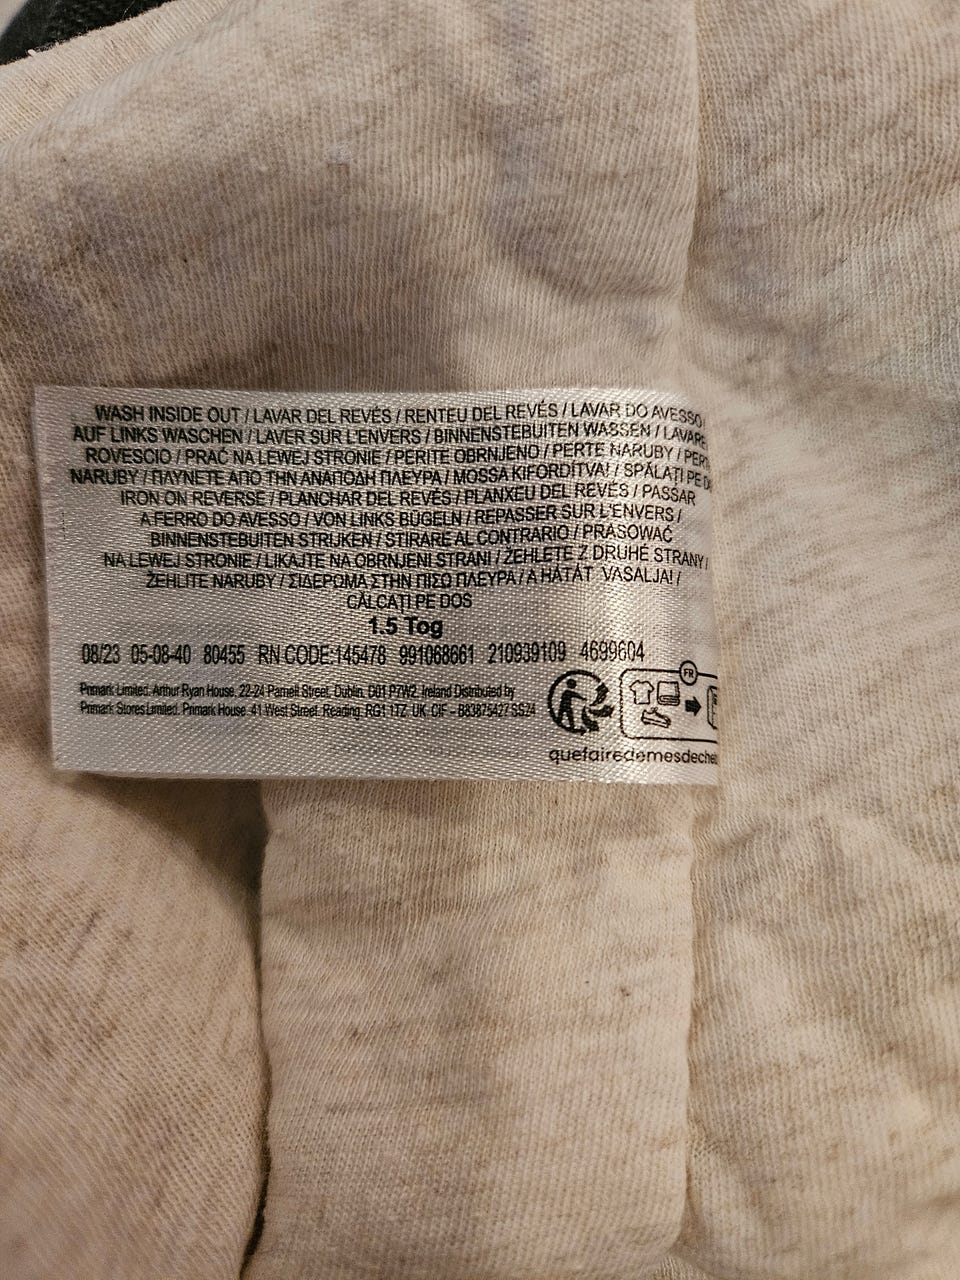 WASH INSIDE OUT / LAVAR DEL REVÉS / RENTEU DEL REVÉS / LAVAR DO AVESSO/
AUF LINKS WASCHEN / LAVER SUR L'ENVERS / BINNENSTEBUITEN WASSEN / LAVARE
ROVESCIO / PRAĆ NA LEWEJ STRONIE / PERITE OBRNJENO / PERTE NARUBY /
NARUBY / ΠΛΥΝΕΤΕ ΑΠΟ ΤΗΝ ΑΝΑΠΟΔΗ ΠΛΕΥΡΑ / MOSSA KIFORDÍTVA! / SPĂLAȚI PE
IRON ON REVERSE / PLANCHAR DEL REVÉS / PLANXEU DEL REVÉS / PASSAR
A FERRO DO AVESSO / VON LINKS BÜGELN / REPASSER SUR L'ENVERS /
BINNENSTEBUITEN STRIJKEN / STIRARE AL CONTRARIO / PRASOWAĆ
NA LEWEJ STRONIE / LIKAJTE NA OBRNJENI STRANI / ŽEHLETE Z DRUHÉ STRANY /
ŽEHLITE NARUBY / ΣΙΔΕΡΩΜΑ ΣΤΗΝ ΠΙΣΩ ΠΛΕΥΡΑ / A HÁTÁT VASALJA! /
CĂLCAȚI PE DOS
1.5 Tog
08/23 05-08-40 80455 RN CODE:145478 991068661 210939109 4699604
Primark Limited. Arthur Ryan House, 22-24 Parnell Street, Dublin. D01 P7W2. Ireland Distributed by
Primark Stores Limited. Primark House. 41 West Street. Reading. RG1 1TZ. UK. CIF - B83875427 SS24
FR
quefairedemesdeche